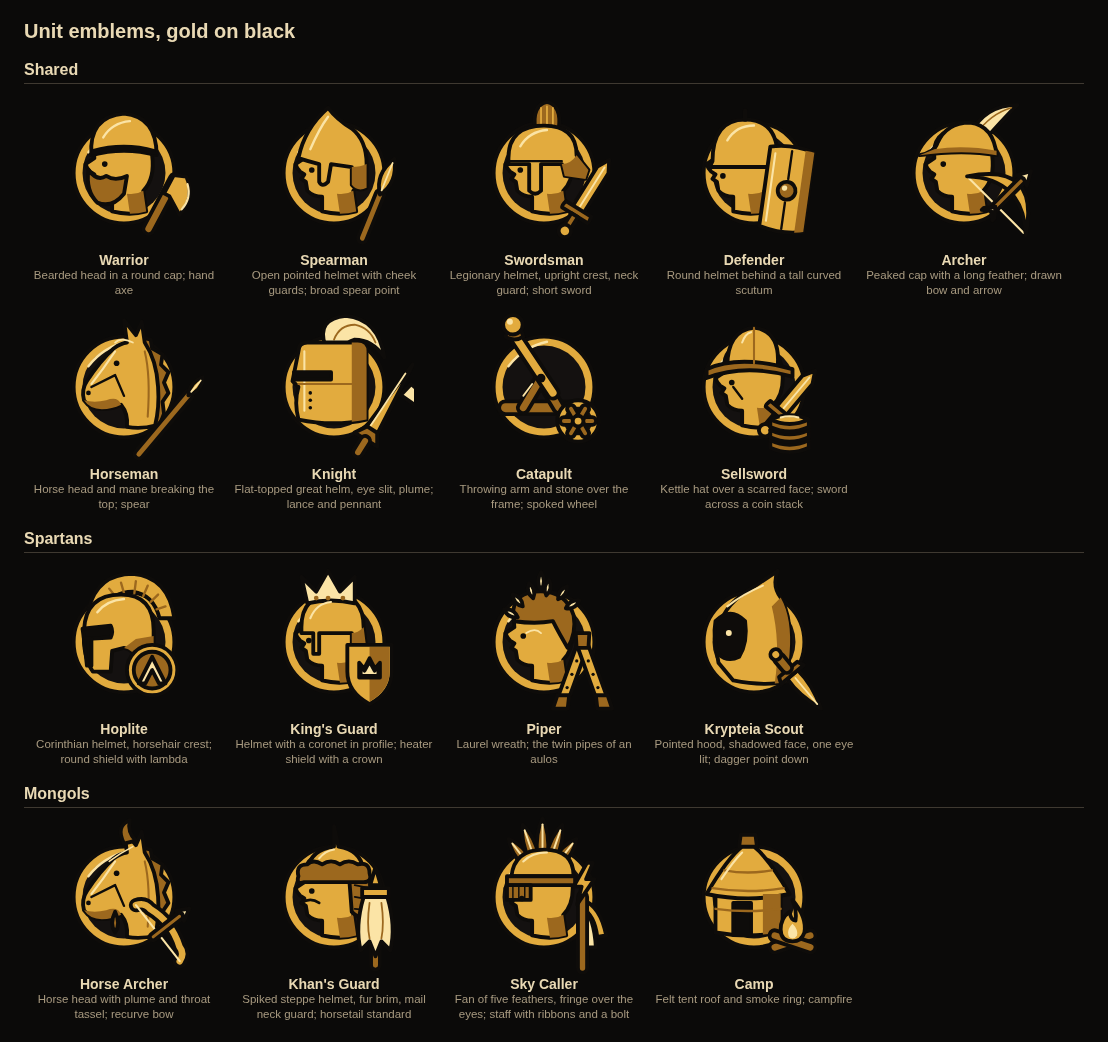 Unit emblems, gold on black
Shared
Warrior
Bearded head in a round cap; hand
axe
Spearman
Open pointed helmet with cheek
guards; broad spear point
Swordsman
Legionary helmet, upright crest, neck
guard; short sword
Defender
Round helmet behind a tall curved
scutum
Archer
Peaked cap with a long feather; drawn
bow and arrow
Horseman
Horse head and mane breaking the
top; spear
Knight
Flat-topped great helm, eye slit, plume;
lance and pennant
Catapult
Throwing arm and stone over the
frame; spoked wheel
Sellsword
Kettle hat over a scarred face; sword
across a coin stack
Spartans
Hoplite
Corinthian helmet, horsehair crest;
round shield with lambda
King's Guard
Helmet with a coronet in profile; heater
shield with a crown
Piper
Laurel wreath; the twin pipes of an
aulos
Krypteia Scout
Pointed hood, shadowed face, one eye
lit; dagger point down
Mongols
Horse Archer
Horse head with plume and throat
tassel; recurve bow
Khan's Guard
Spiked steppe helmet, fur brim, mail
neck guard; horsetail standard
Sky Caller
Fan of five feathers, fringe over the
eyes; staff with ribbons and a bolt
Camp
Felt tent roof and smoke ring; campfire